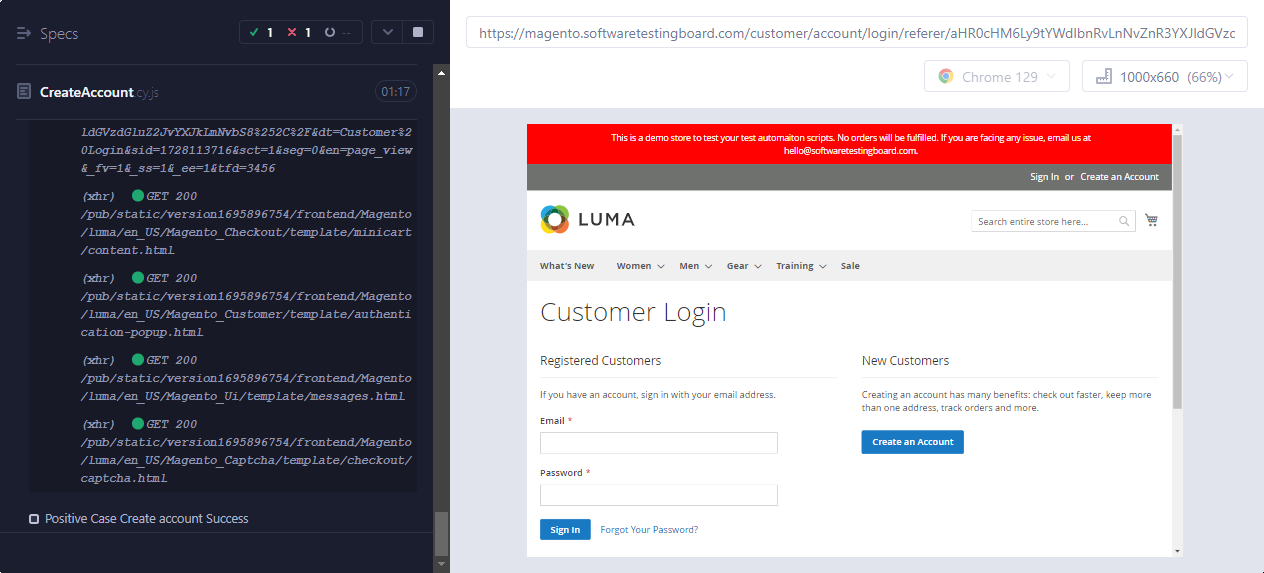 Specs
1
1
--
CreateAccount.cy.js
01:17
ldGVzdGluZ2JvYXJkLmNvbS8%252C%2F&dt=Customer%2
0Login&sid=1728113716&sct=1&seg=0&en=page_view
&_fv=1&_ss=1&_ee=1&tfd=3456
(xhr) GET 200
/pub/static/version1695896754/frontend/Magento
/luma/en_US/Magento_Checkout/template/minicart
/content.html
(xhr) GET 200
/pub/static/version1695896754/frontend/Magento
/luma/en_US/Magento_Customer/template/authenti
cation-popup.html
(xhr) GET 200
/pub/static/version1695896754/frontend/Magento
/luma/en_US/Magento_Ui/template/messages.html
(xhr) GET 200
/pub/static/version1695896754/frontend/Magento
/luma/en_US/Magento_Captcha/template/checkout/
captcha.html
Positive Case Create account Success
https://magento.softwaretestingboard.com/customer/account/login/referer/aHR0cHM6Ly9tYWdlbnRvLnNvZnR3YXJldGVzc
Chrome 129
1000x660 (66%)
This is a demo store to test your test automaiton scripts. No orders will be fulfilled. If you are facing any issue, email us at
hello@softwaretestingboard.com.
Sign In or Create an Account
LUMA
Search entire store here...
What's New Women Men Gear Training Sale
Customer Login
Registered Customers
If you have an account, sign in with your email address.
Email *
Password *
Sign In Forgot Your Password?
New Customers
Creating an account has many benefits: check out faster, keep more
than one address, track orders and more.
Create an Account